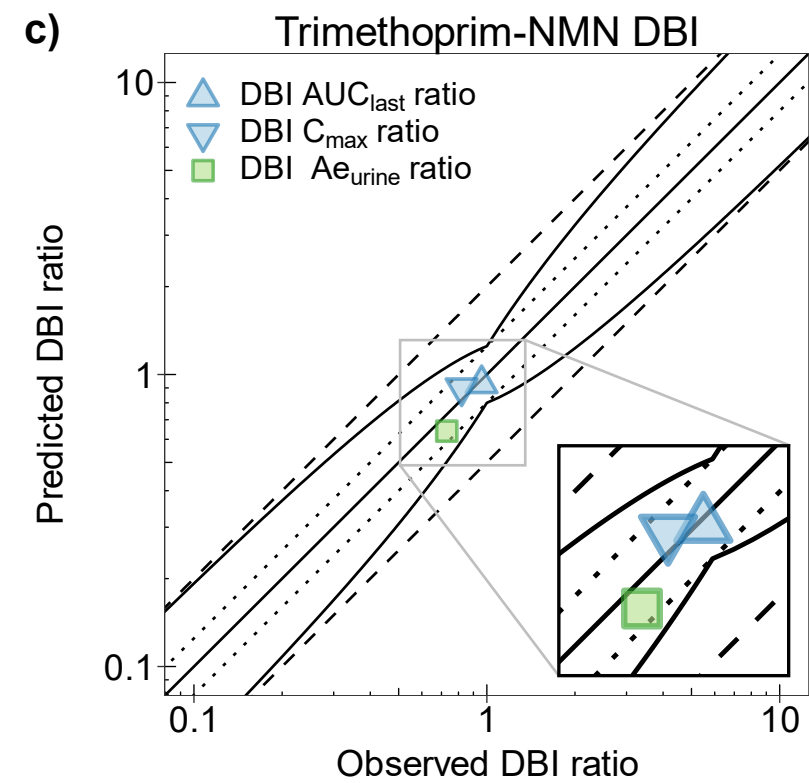 c)
Trimethoprim-NMN DBI
DBI AUClast ratio
DBI Cmax ratio
DBI Aeurine ratio
Predicted DBI ratio
10
1
0.1
0.1
1
10
Observed DBI ratio